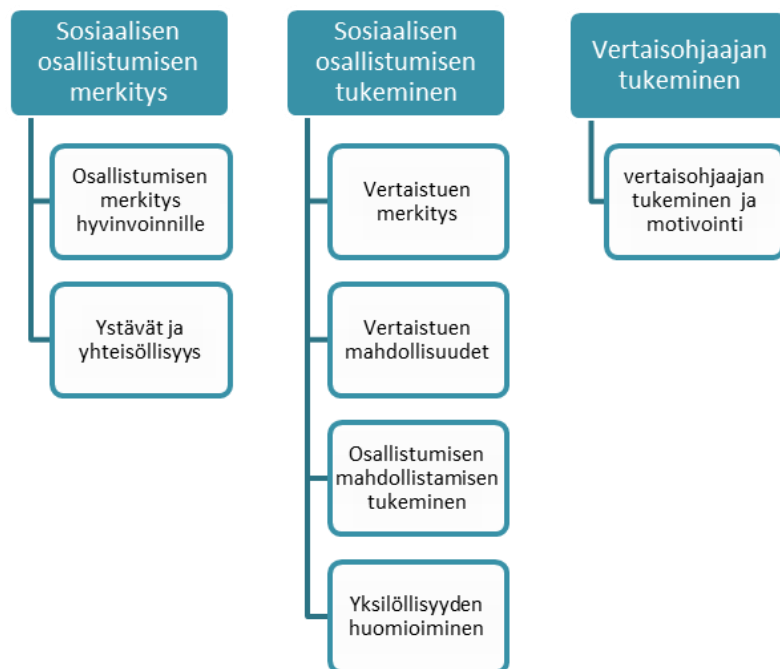 Sosiaalisen
osallistumisen
merkitys
Osallistumisen
merkitys
hyvinvoinnille
Ystävät ja
yhteisöllisyys
Sosiaalisen
osallistumisen
tukeminen
Vertaistuen
merkitys
Vertaistuen
mahdollisuudet
Osallistumisen
mahdollistamisen
tukeminen
Yksilöllisyyden
huomioiminen
Vertaisohjaajan
tukeminen
vertaisohjaajan
tukeminen ja
motivointi